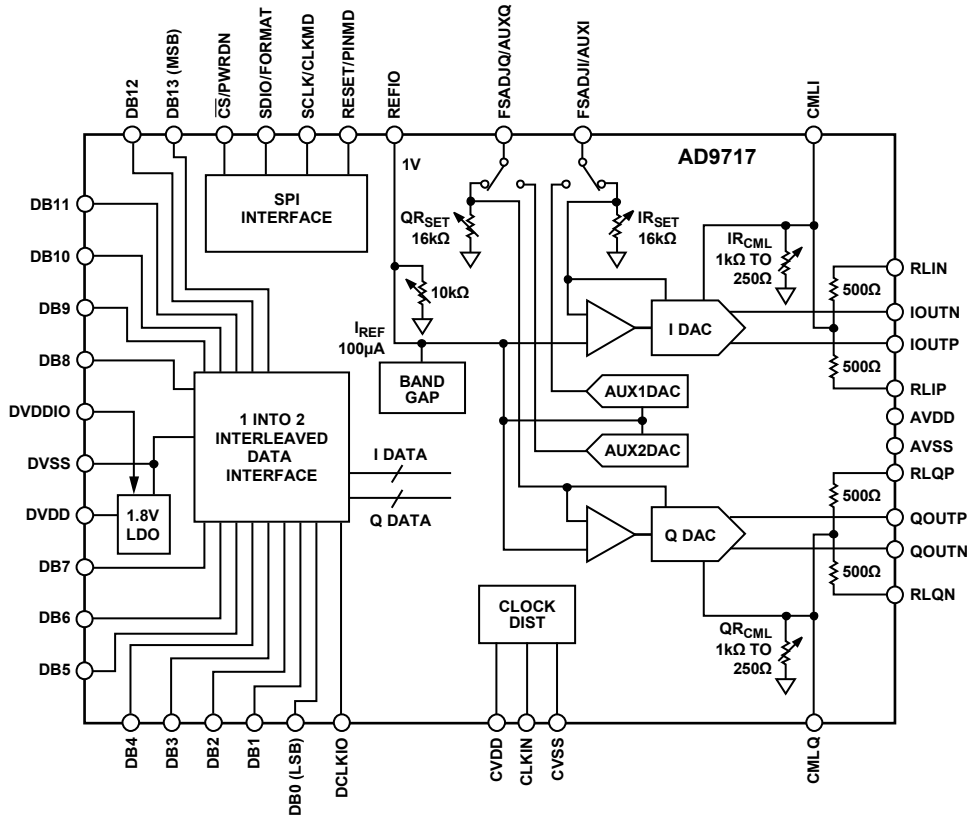 DB12
DB13 (MSB)
CS/PWRDN
SDIO/FORMAT
SCLK/CLKMD
RESET/PINMD
REFIO
FSADJQ/AUXQ
FSADJI/AUXI
CMLI
AD9717
1V
SPI
INTERFACE
DB11
DB10
DB9
DB8
DVDDIO
DVSS
DVDD
DB7
DB6
DB5
QRSET
16kΩ
IRSET
16kΩ
IRCML
1kΩ TO
250Ω
10kΩ
IREF
100µA
BAND
GAP
I DAC
500Ω
500Ω
RLIN
IOUTN
IOUTP
RLIP
AVDD
AVSS
RLQP
QOUTP
QOUTN
RLQN
AUX1DAC
AUX2DAC
1 INTO 2
INTERLEAVED
DATA
INTERFACE
I DATA
Q DATA
1.8V
LDO
Q DAC
500Ω
500Ω
CLOCK
DIST
QRCML
1kΩ TO
250Ω
DB4
DB3
DB2
DB1
DB0 (LSB)
DCLKIO
CVDD
CLKIN
CVSS
CMLQ